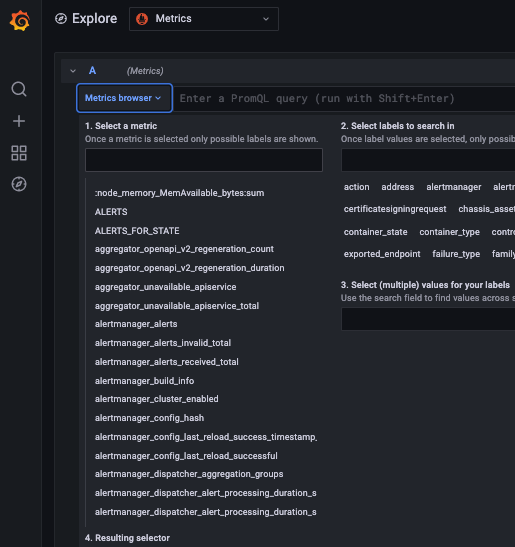 Explore
Metrics
A (Metrics)
Metrics browser
Enter a PromQL query (run with Shift+Enter)
1. Select a metric
Once a metric is selected only possible labels are shown.
:node_memory_MemAvailable_bytes:sum
ALERTS
ALERTS_FOR_STATE
aggregator_openapi_v2_regeneration_count
aggregator_openapi_v2_regeneration_duration
aggregator_unavailable_apiservice
aggregator_unavailable_apiservice_total
alertmanager_alerts
alertmanager_alerts_invalid_total
alertmanager_alerts_received_total
alertmanager_build_info
alertmanager_cluster_enabled
alertmanager_config_hash
alertmanager_config_last_reload_success_timestamp_
alertmanager_config_last_reload_successful
alertmanager_dispatcher_aggregation_groups
alertmanager_dispatcher_alert_processing_duration_s
alertmanager_dispatcher_alert_processing_duration_s
2. Select labels to search in
Once label values are selected, only possib
action address alertmanager alertn
certificatesigningrequest chassis_asset
container_state container_type contro
exported_endpoint failure_type family
3. Select (multiple) values for your labels
Use the search field to find values across s
4. Resulting selector